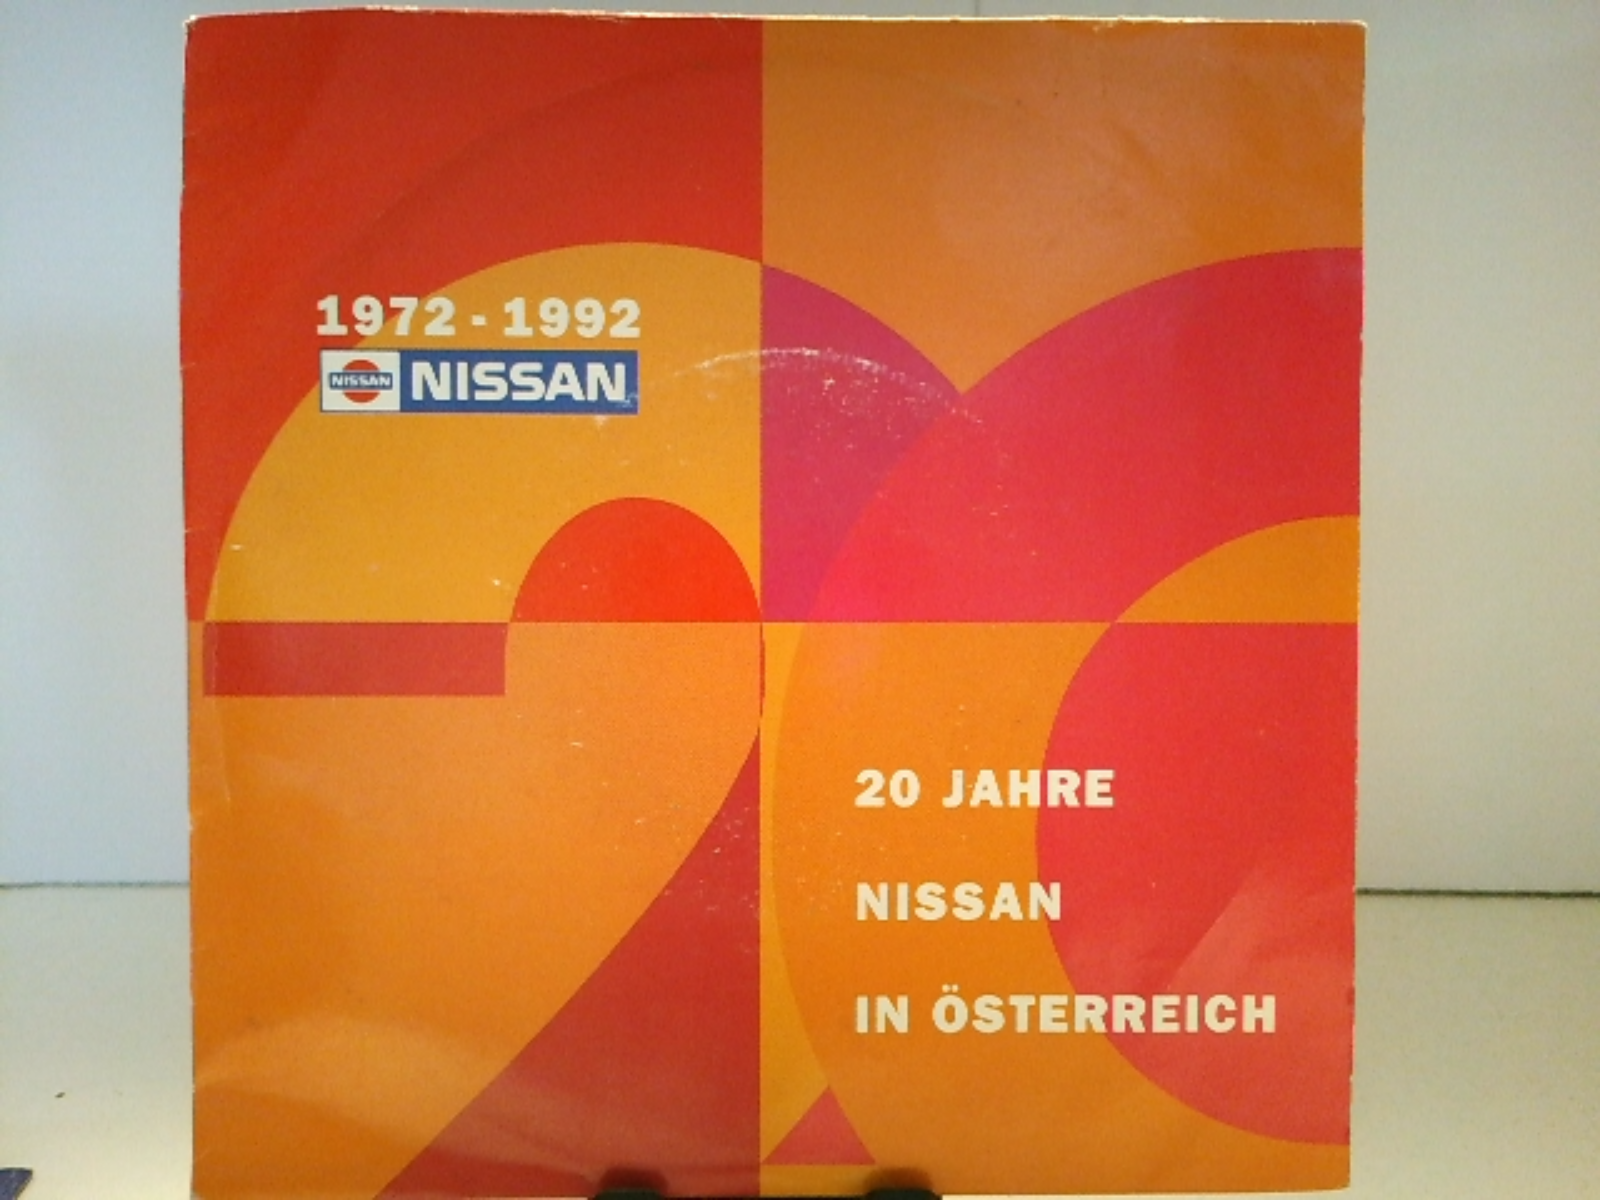 1972 - 1992
NISSAN NISSAN
20 JAHRE
NISSAN
IN ÖSTERREICH